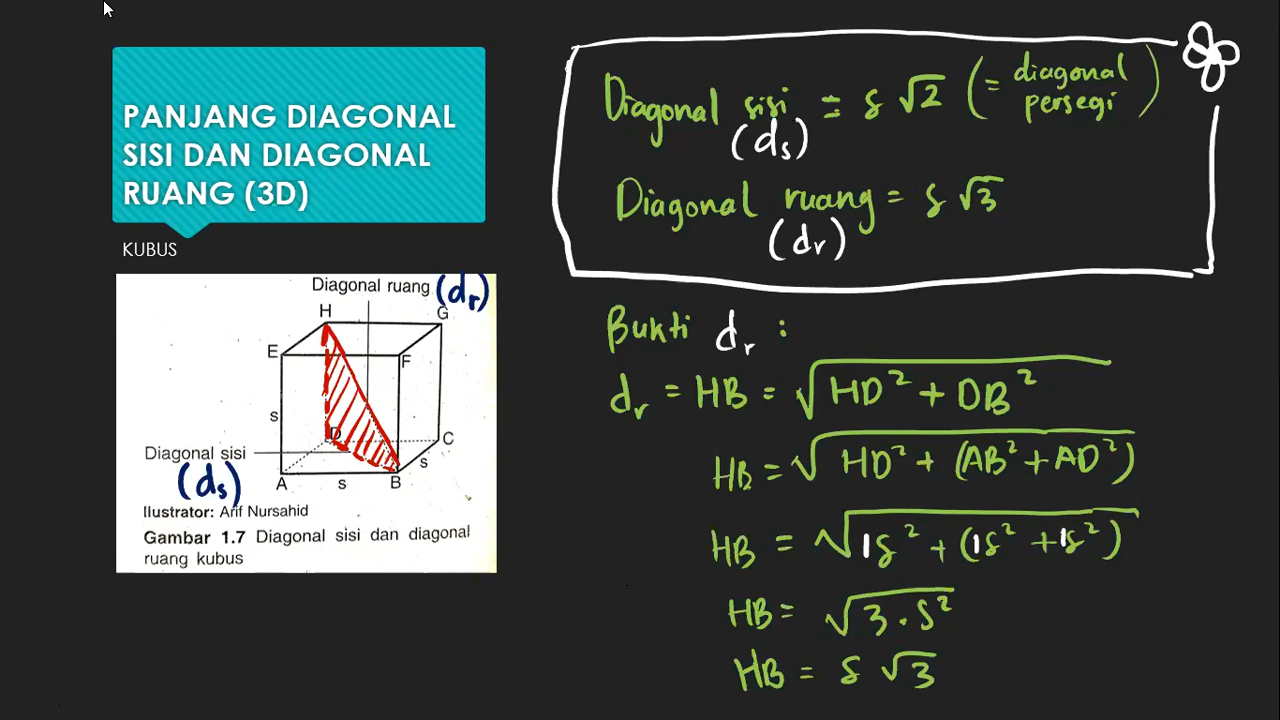 PANJANG DIAGONAL
SISI DAN DIAGONAL
RUANG (3D)
KUBUS
Diagonal ruang (dr)
H
G
E
F
s
D
C
Diagonal sisi
s
(ds)
A
s
B
Ilustrator: Arif Nursahid
Gambar 1.7 Diagonal sisi dan diagonal
ruang kubus
Diagonal sisi = s √2 (= diagonal
persegi)
(ds)
Diagonal ruang = s √3
(dr)
Bukti dr :
dr = HB = √(HD² + DB²)
HB = √(HD² + (AB² + AD²))
HB = √(1s² + (1s² + 1s²))
HB = √(3 . s²)
HB = s √3